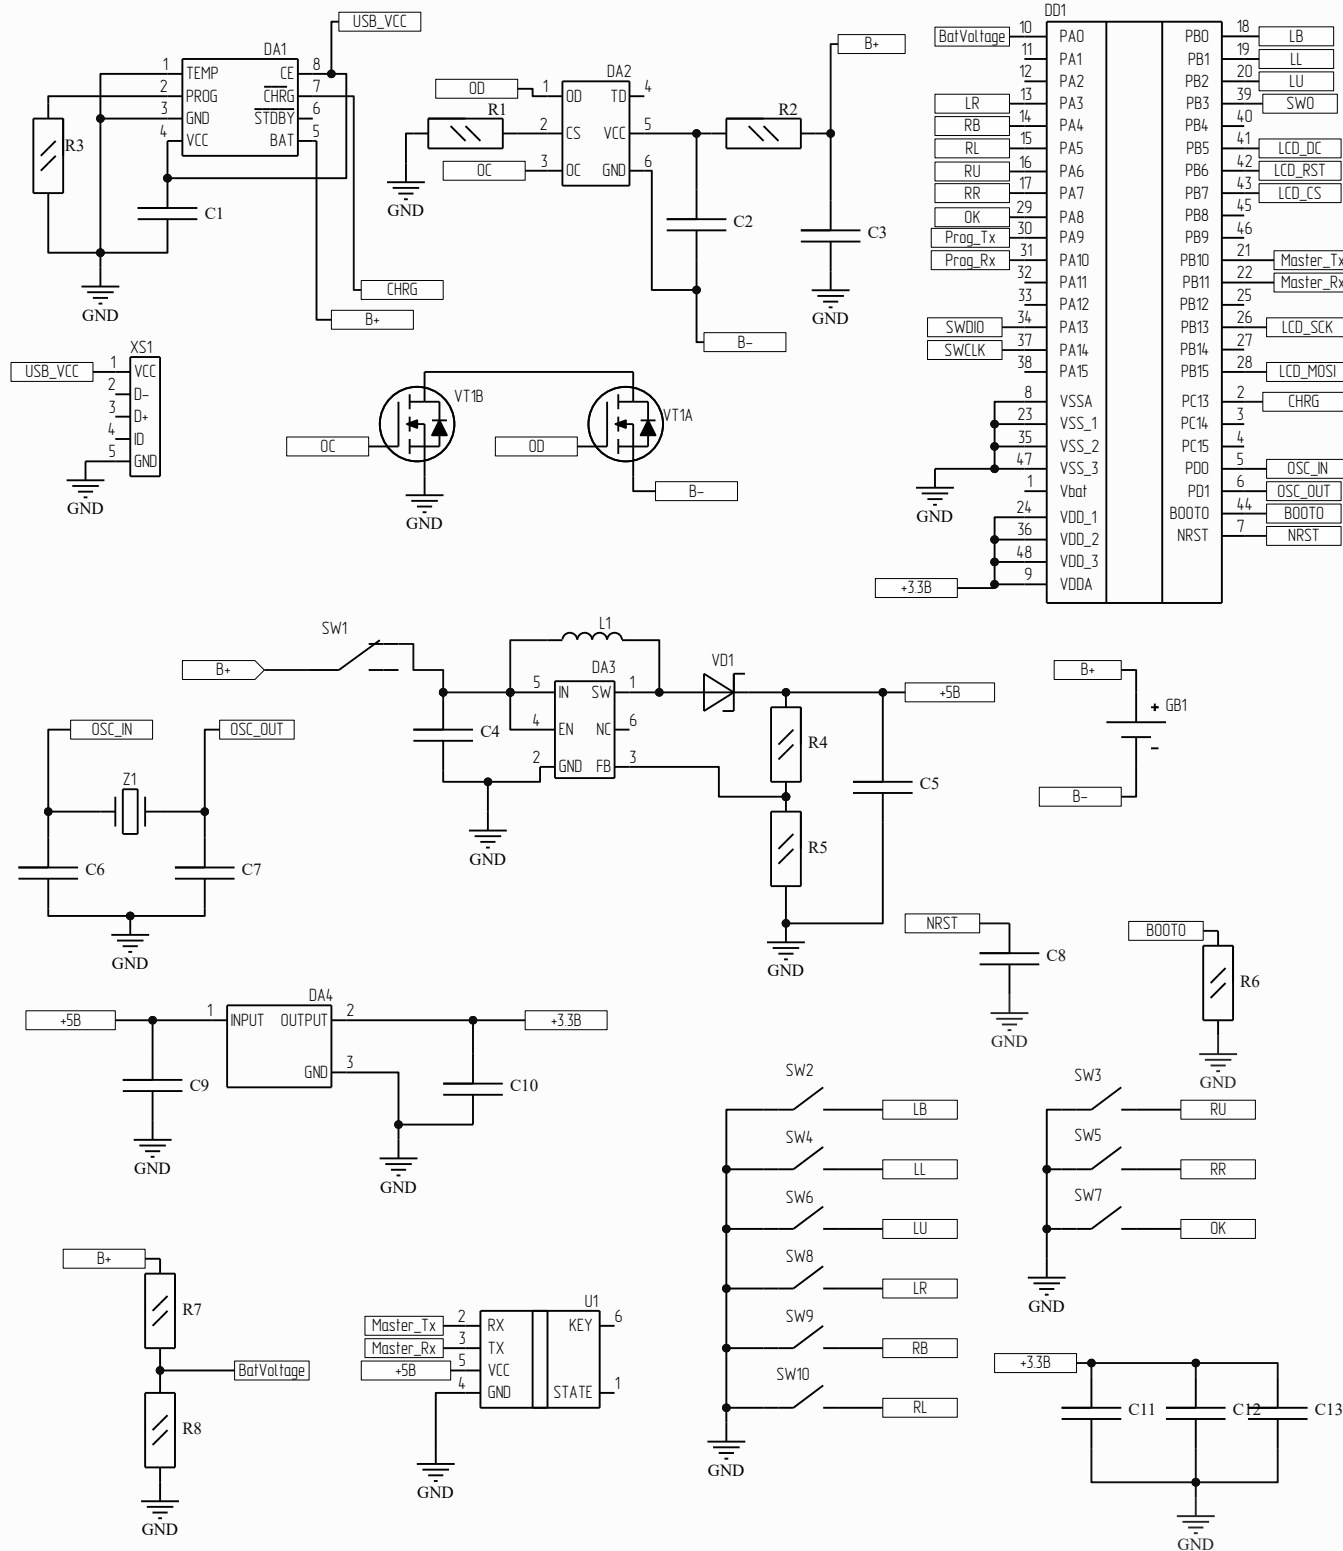 USB_VCC
DA1
1 TEMP CE 8
2 PROG CHRG 7
3 GND STDBY 6
4 VCC BAT 5
R3
C1
GND
CHRG
B+
DA2
OD 1 OD TD 4
R1 2 CS VCC 5 R2
OC 3 OC GND 6
GND
B+
C2
C3
GND
B-
DD1
BatVoltage 10 PA0 PB0 18 LB
11 PA1 PB1 19 LL
12 PA2 PB2 20 LU
LR 13 PA3 PB3 39 SWO
RB 14 PA4 PB4 40
RL 15 PA5 PB5 41 LCD_DC
RU 16 PA6 PB6 42 LCD_RST
RR 17 PA7 PB7 43 LCD_CS
OK 29 PA8 PB8 45
Prog_Tx 30 PA9 PB9 46
Prog_Rx 31 PA10 PB10 21 Master_Tx
32 PA11 PB11 22 Master_Rx
33 PA12 PB12 25
SWDIO 34 PA13 PB13 26 LCD_SCK
SWCLK 37 PA14 PB14 27
38 PA15 PB15 28 LCD_MOSI
8 VSSA PC13 2 CHRG
23 VSS_1 PC14 3
35 VSS_2 PC15 4
47 VSS_3 PD0 5 OSC_IN
1 Vbat PD1 6 OSC_OUT
24 VDD_1 BOOT0 44 BOOT0
36 VDD_2 NRST 7 NRST
48 VDD_3
9 VDDA
GND
+3.3В
XS1
USB_VCC 1 VCC
2 D-
3 D+
4 ID
5 GND
GND
VT1B
OC
GND
VT1A
OD
B-
SW1
B+
L1
DA3
5 IN SW 1
4 EN NC 6
2 GND FB 3
C4
GND
VD1
+5В
R4
C5
R5
GND
B+
+ GB1
-
B-
OSC_IN
OSC_OUT
Z1
C6
C7
GND
NRST
C8
GND
BOOT0
R6
GND
DA4
+5В 1 INPUT OUTPUT 2 +3.3В
GND 3
C9
C10
GND
GND
SW2
LB
SW4
LL
SW6
LU
SW8
LR
SW9
RB
SW10
RL
GND
SW3
RU
SW5
RR
SW7
OK
GND
B+
R7
BatVoltage
R8
GND
U1
Master_Tx 2 RX KEY 6
Master_Rx 3 TX
+5В 5 VCC
4 GND STATE 1
GND
+3.3В
C11 C12 C13
GND